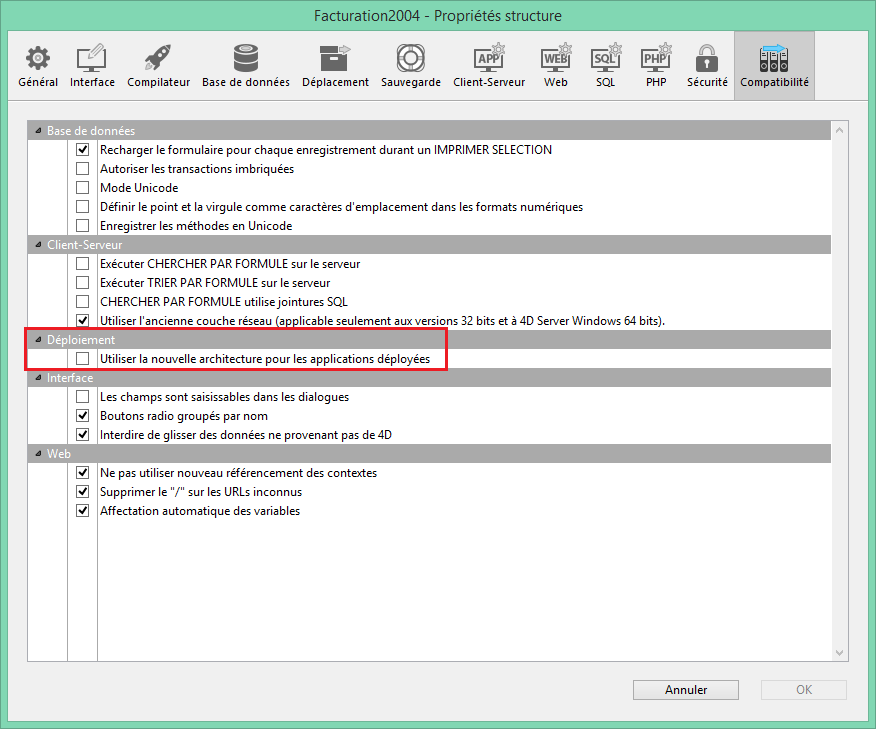 Facturation2004 - Propriétés structure
APP WEB SQL PHP
Général Interface Compilateur Base de données Déplacement Sauvegarde Client-Serveur Web SQL PHP Sécurité Compatibilité
Base de données
Recharger le formulaire pour chaque enregistrement durant un IMPRIMER SELECTION
Autoriser les transactions imbriquées
Mode Unicode
Définir le point et la virgule comme caractères d'emplacement dans les formats numériques
Enregistrer les méthodes en Unicode
Client-Serveur
Exécuter CHERCHER PAR FORMULE sur le serveur
Exécuter TRIER PAR FORMULE sur le serveur
CHERCHER PAR FORMULE utilise jointures SQL
Utiliser l'ancienne couche réseau (applicable seulement aux versions 32 bits et à 4D Server Windows 64 bits).
Déploiement
Utiliser la nouvelle architecture pour les applications déployées
Interface
Les champs sont saisissables dans les dialogues
Boutons radio groupés par nom
Interdire de glisser des données ne provenant pas de 4D
Web
Ne pas utiliser nouveau référencement des contextes
Supprimer le "/" sur les URLs inconnus
Affectation automatique des variables
Annuler OK